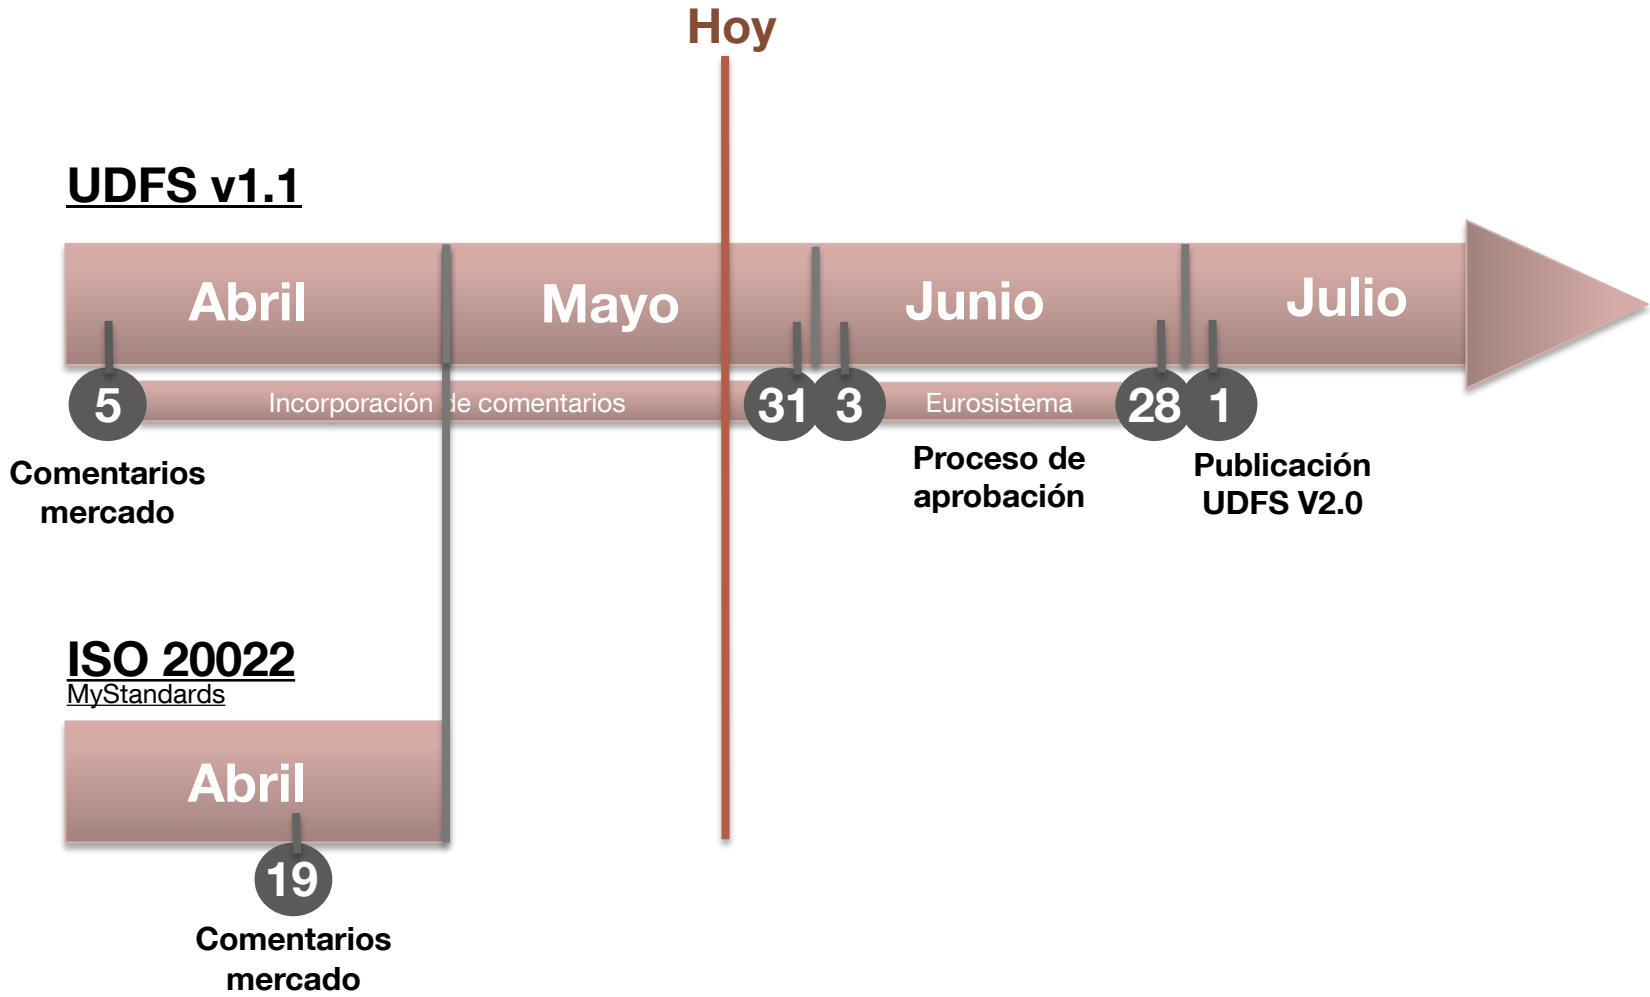 Hoy
UDFS v1.1
Abril
Mayo
Junio
Julio
5
Incorporación de comentarios
31
3
Eurosistema
28
1
Comentarios
mercado
Proceso de
aprobación
Publicación
UDFS V2.0
ISO 20022
MyStandards
Abril
19
Comentarios
mercado